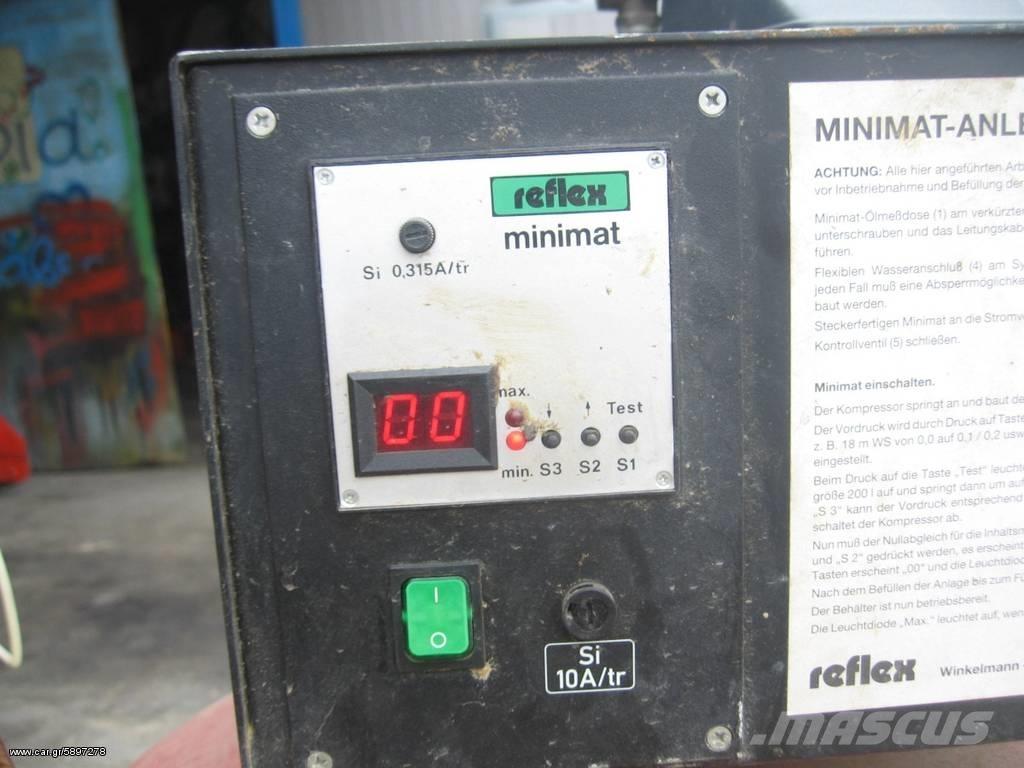 reflex
minimat
Si 0,315A/tr
00
max.
Test
min. S3 S2 S1
I
O
Si
10A/tr
MINIMAT-ANLE
ACHTUNG: Alle hier angeführten Arb
vor Inbetriebnahme und Befüllung der
Minimat-Ölmeßdose (1) am verkürzten
unterschrauben und das Leitungskab
führen.
Flexiblen Wasseranschluß (4) am Sy
jeden Fall muß eine Absperrmöglichke
baut werden.
Steckerfertigen Minimat an die Stromv
Kontrollventil (5) schließen.
Minimat einschalten.
Der Kompressor springt an und baut de
Der Vordruck wird durch Druck auf Taste
z. B. 18 m WS von 0,0 auf 0,1 / 0,2 usw
eingestellt.
Beim Druck auf die Taste „Test" leuchte
größe 200 l auf und springt dann um auf
„S 3" kann der Vordruck entsprechend
schaltet der Kompressor ab.
Nun muß der Nullabgleich für die Inhaltsm
und „S 2" gedrückt werden, es erscheint
Tasten erscheint „00" und die Leuchtdiod
Nach dem Befüllen der Anlage bis zum Fü
Der Behälter ist nun betriebsbereit.
Die Leuchtdiode „Max." leuchtet auf, wen
reflex Winkelmann
MASCUS
www.car.gr/5897278